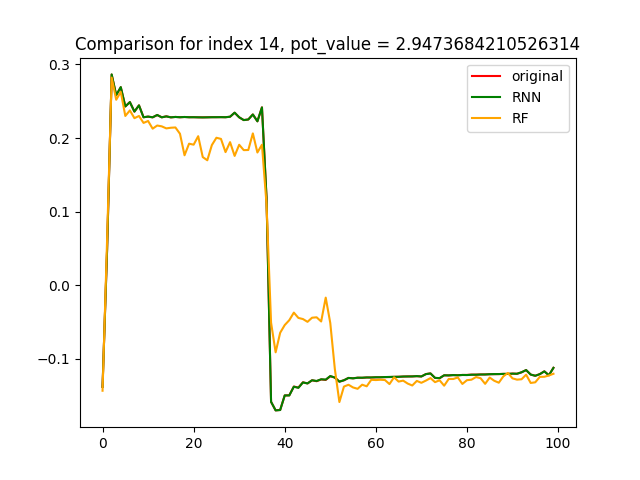 Comparison for index 14, pot_value = 2.9473684210526314
0.3
0.2
0.1
0.0
−0.1
0
20
40
60
80
100
original
RNN
RF